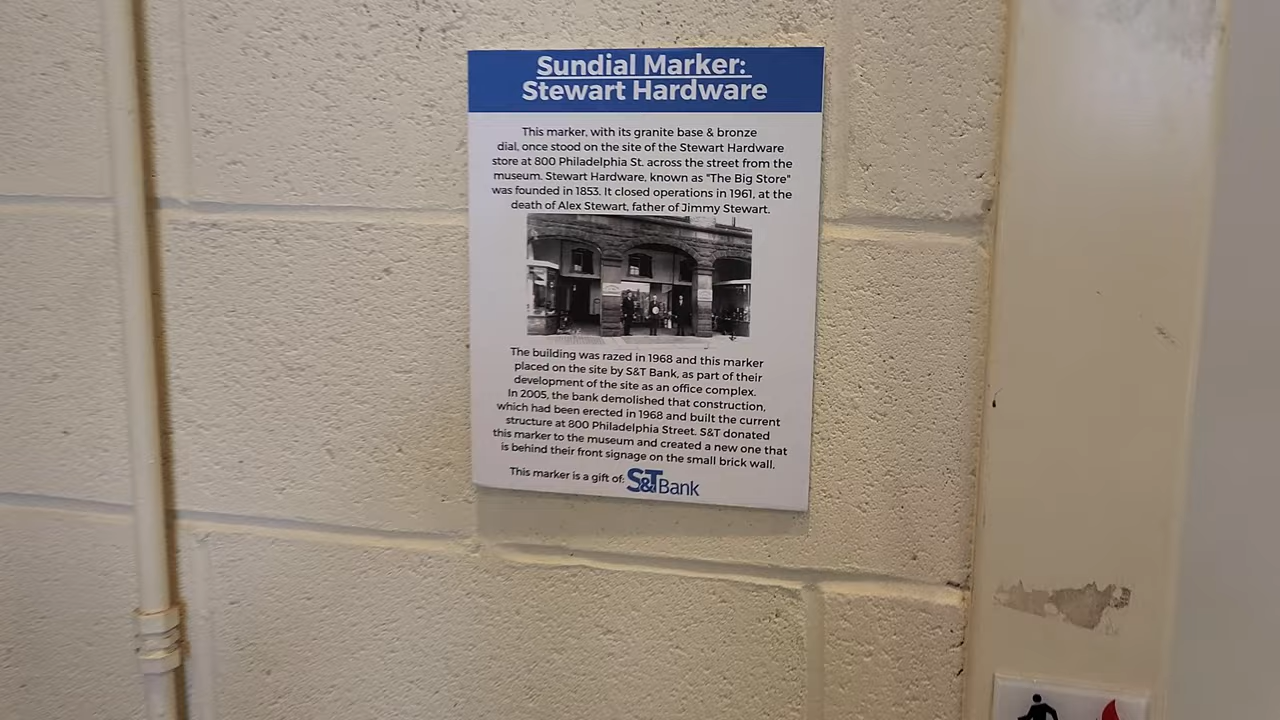 Sundial Marker:
Stewart Hardware
This marker, with its granite base & bronze
dial, once stood on the site of the Stewart Hardware
store at 800 Philadelphia St. across the street from the
museum. Stewart Hardware, known as "The Big Store"
was founded in 1853. It closed operations in 1961, at the
death of Alex Stewart, father of Jimmy Stewart.
The building was razed in 1968 and this marker
placed on the site by S&T Bank, as part of their
development of the site as an office complex.
In 2005, the bank demolished that construction,
which had been erected in 1968 and built the current
structure at 800 Philadelphia Street. S&T donated
this marker to the museum and created a new one that
is behind their front signage on the small brick wall.
This marker is a gift of: S&T Bank